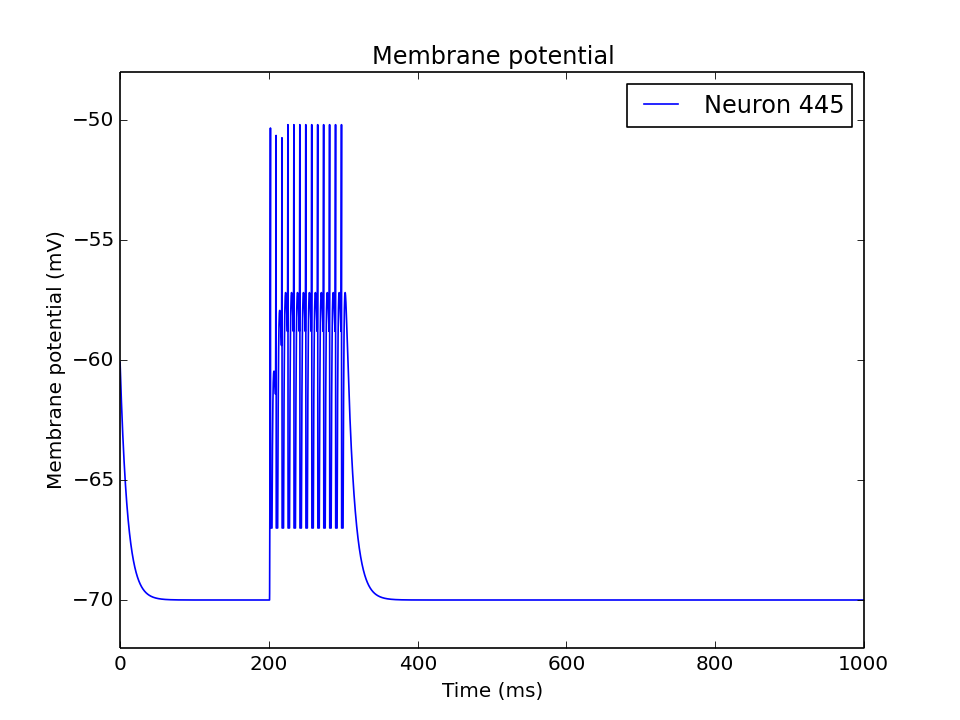 Membrane potential
Neuron 445
Membrane potential (mV)
−50
−55
−60
−65
−70
0 200 400 600 800 1000
Time (ms)